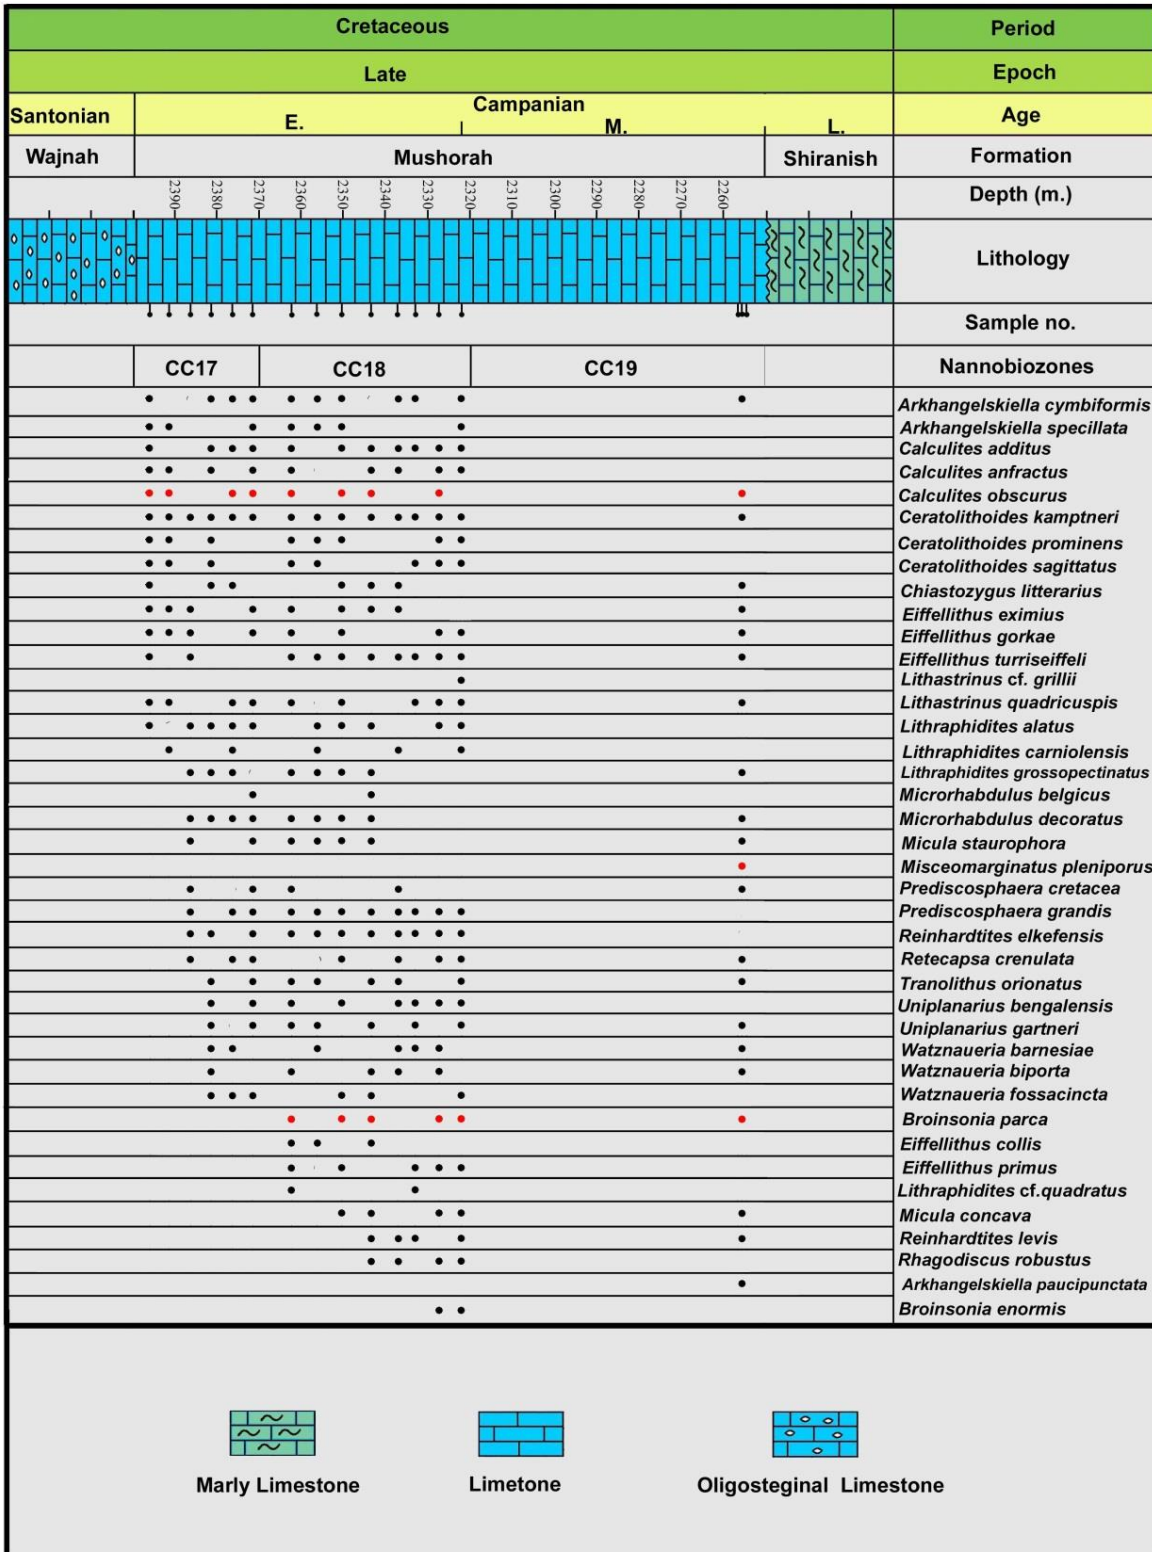 Cretaceous Period
Late Epoch
Santonian Campanian Age
E. M. L.
Wajnah Mushorah Shiranish Formation
2390 2380 2370 2360 2350 2340 2330 2320 2310 2300 2290 2280 2270 2260 Depth (m.)
Lithology
Sample no.
CC17 CC18 CC19 Nannobiozones
Arkhangelskiella cymbiformis
Arkhangelskiella specillata
Calculites additus
Calculites anfractus
Calculites obscurus
Ceratolithoides kamptneri
Ceratolithoides prominens
Ceratolithoides sagittatus
Chiastozygus litterarius
Eiffellithus eximius
Eiffellithus gorkae
Eiffellithus turriseiffeli
Lithastrinus cf. grillii
Lithastrinus quadricuspis
Lithraphidites alatus
Lithraphidites carniolensis
Lithraphidites grossopectinatus
Microrhabdulus belgicus
Microrhabdulus decoratus
Micula staurophora
Misceomarginatus pleniporus
Prediscosphaera cretacea
Prediscosphaera grandis
Reinhardtites elkefensis
Retecapsa crenulata
Tranolithus orionatus
Uniplanarius bengalensis
Uniplanarius gartneri
Watznaueria barnesiae
Watznaueria biporta
Watznaueria fossacincta
Broinsonia parca
Eiffellithus collis
Eiffellithus primus
Lithraphidites cf.quadratus
Micula concava
Reinhardtites levis
Rhagodiscus robustus
Arkhangelskiella paucipunctata
Broinsonia enormis
Marly Limestone Limetone Oligosteginal Limestone